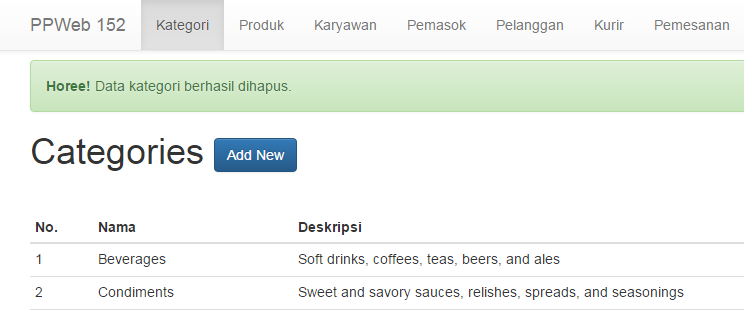 PPWeb 152 Kategori Produk Karyawan Pemasok Pelanggan Kurir Pemesanan
Horee! Data kategori berhasil dihapus.
Categories Add New
No. Nama Deskripsi
1 Beverages Soft drinks, coffees, teas, beers, and ales
2 Condiments Sweet and savory sauces, relishes, spreads, and seasonings